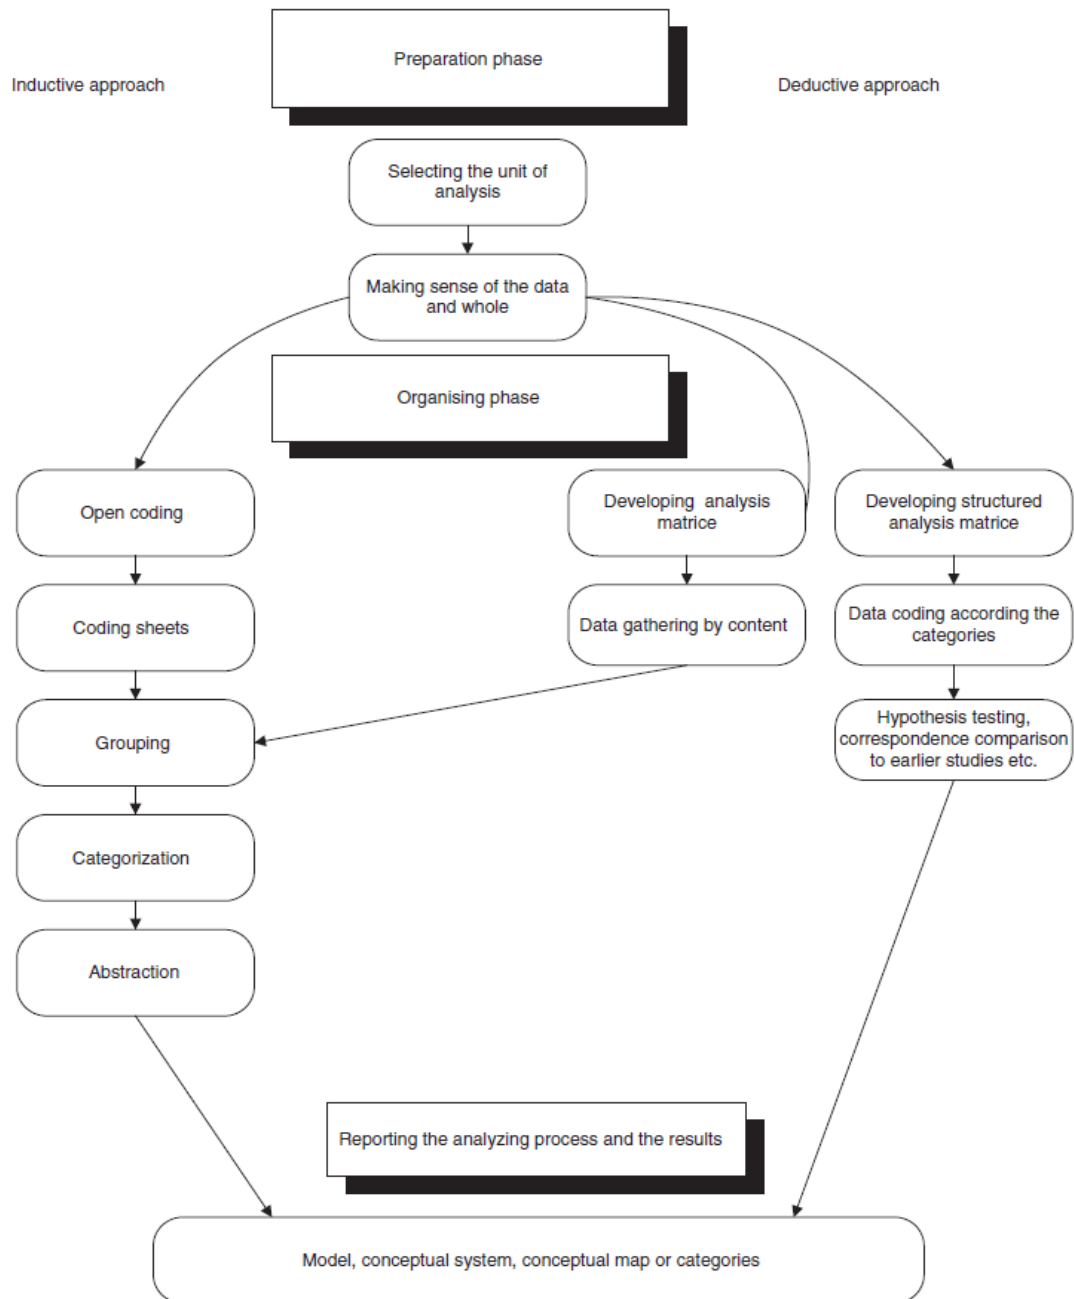 Preparation phase
Inductive approach
Deductive approach
Selecting the unit of
analysis
Making sense of the data
and whole
Organising phase
Open coding
Developing analysis
matrice
Developing structured
analysis matrice
Coding sheets
Data gathering by content
Data coding according the
categories
Grouping
Hypothesis testing,
correspondence comparison
to earlier studies etc.
Categorization
Abstraction
Reporting the analyzing process and the results
Model, conceptual system, conceptual map or categories